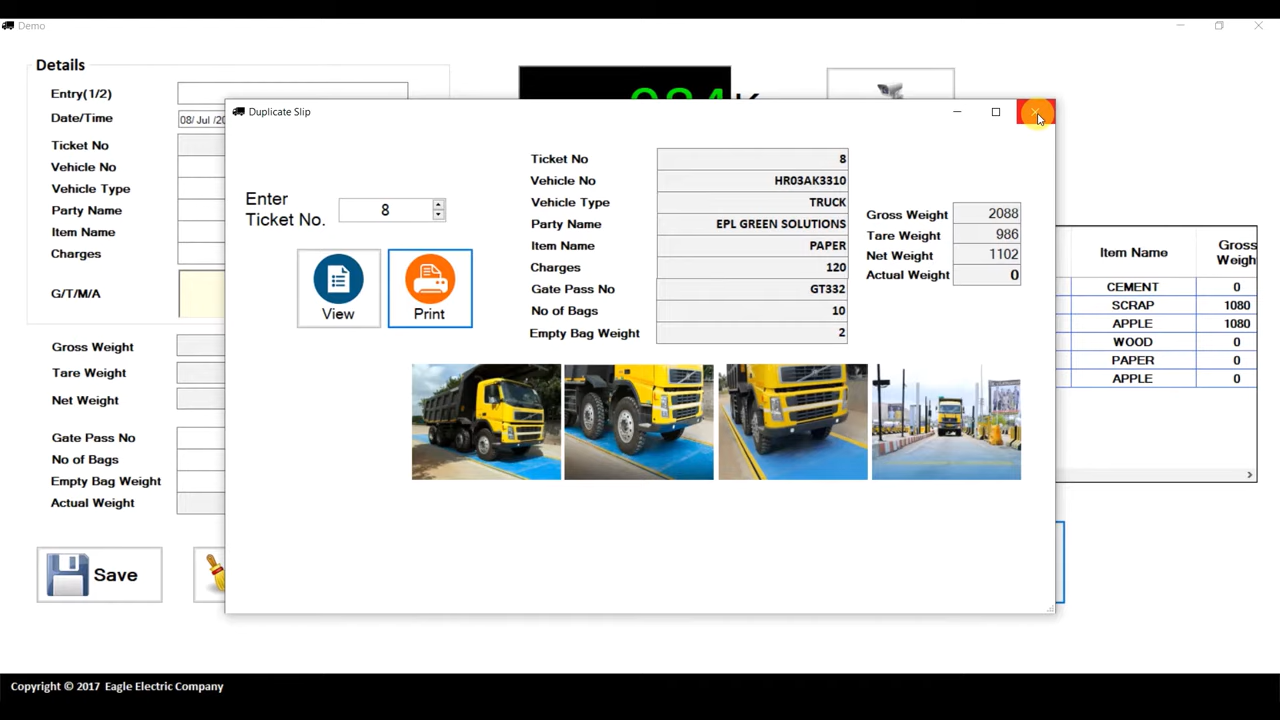 Demo
Details
Entry(1/2)
Date/Time 08/ Jul /20
Ticket No
Vehicle No
Vehicle Type
Party Name
Item Name
Charges
G/T/M/A
Gross Weight
Tare Weight
Net Weight
Gate Pass No
No of Bags
Empty Bag Weight
Actual Weight
Save
Duplicate Slip
Enter
Ticket No. 8
View
Print
Ticket No 8
Vehicle No HR03AK3310
Vehicle Type TRUCK
Party Name EPL GREEN SOLUTIONS
Item Name PAPER
Charges 120
Gate Pass No GT332
No of Bags 10
Empty Bag Weight 2
Gross Weight 2088
Tare Weight 986
Net Weight 1102
Actual Weight 0
Item Name Gross
Weigh
CEMENT 0
SCRAP 1080
APPLE 1080
WOOD 0
PAPER 0
APPLE 0
Copyright © 2017 Eagle Electric Company